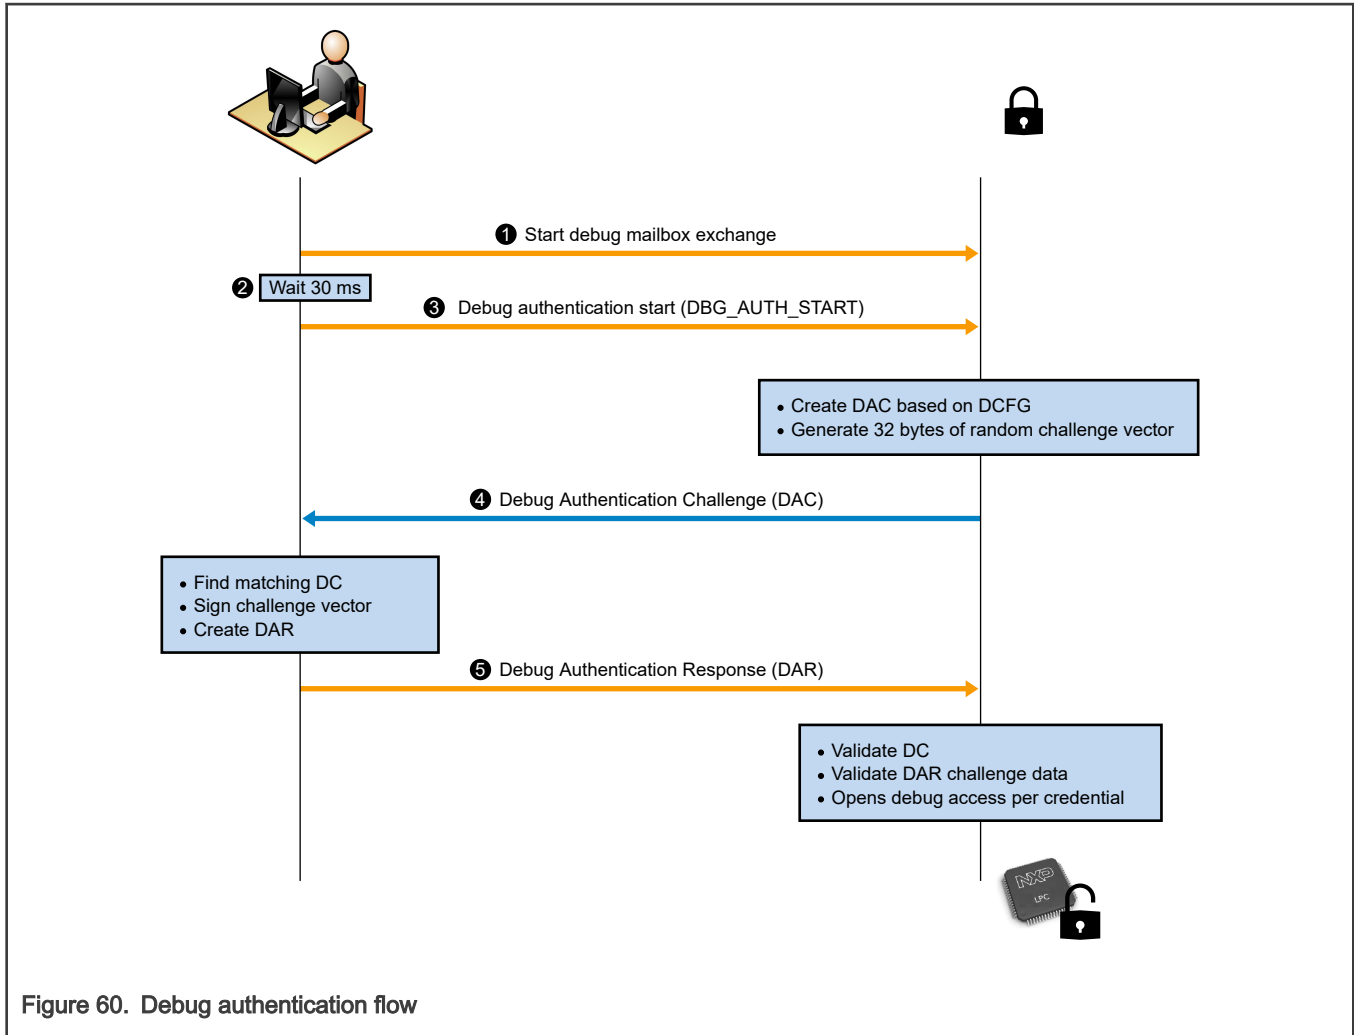 1 Start debug mailbox exchange
2 Wait 30 ms
3 Debug authentication start (DBG_AUTH_START)
• Create DAC based on DCFG
• Generate 32 bytes of random challenge vector
4 Debug Authentication Challenge (DAC)
• Find matching DC
• Sign challenge vector
• Create DAR
5 Debug Authentication Response (DAR)
• Validate DC
• Validate DAR challenge data
• Opens debug access per credential
NXP
LPC
Figure 60. Debug authentication flow